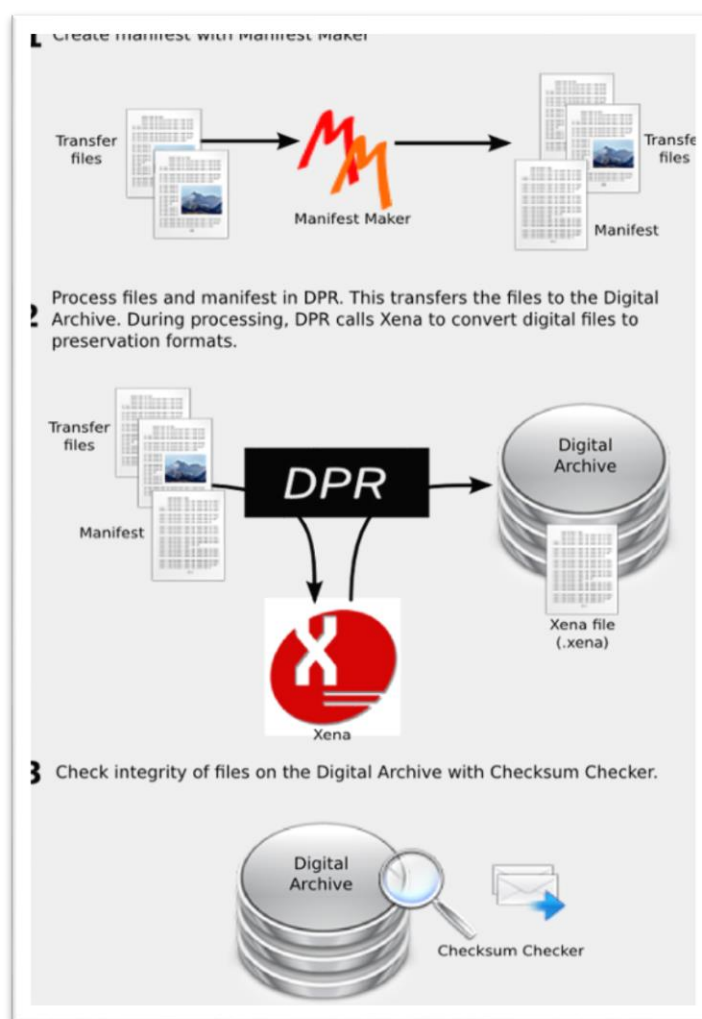 1 Create manifest with Manifest Maker
Transfer
files
Manifest Maker
Transfe
files
Manifest
2 Process files and manifest in DPR. This transfers the files to the Digital
Archive. During processing, DPR calls Xena to convert digital files to
preservation formats.
Transfer
files
Manifest
DPR
Digital
Archive
Xena file
(.xena)
X
Xena
3 Check integrity of files on the Digital Archive with Checksum Checker.
Digital
Archive
Checksum Checker